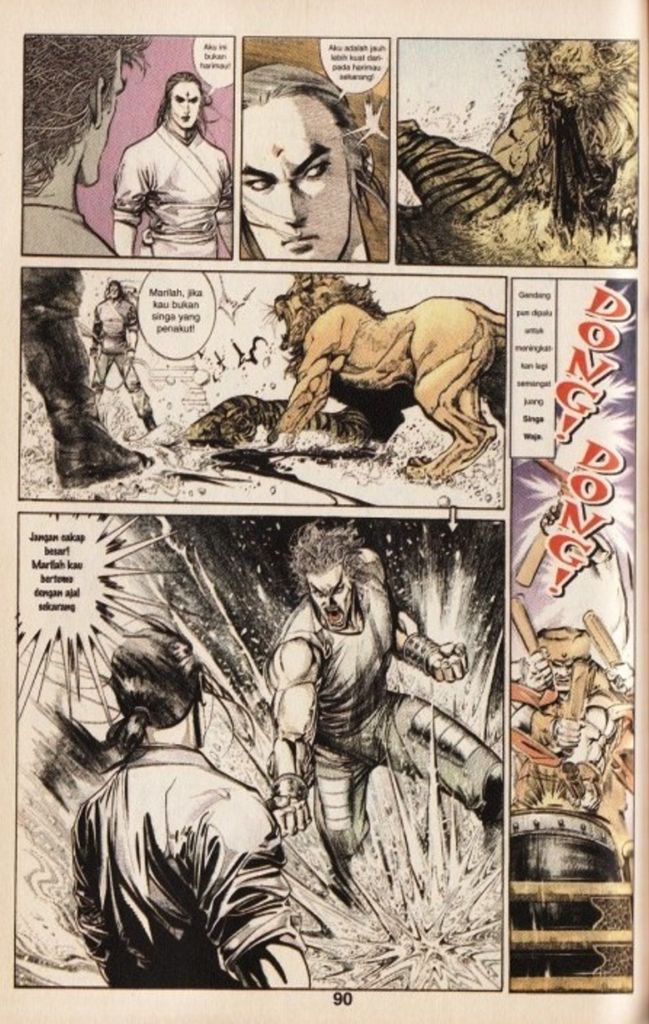 Aku ini
bukan
harimau!
Aku adalah jauh
lebih kuat dari-
pada harimau
sekarang!
Marilah, jika
kau bukan
singa yang
penakut!
Gendang
pun dipalu
untuk
meningkat-
kan lagi
semangat
juang
Singa
Waja.
DONG! DONG!
Jangan cakap
besar!
Marilah kau
bertemu
dengan ajal
sekarang
90